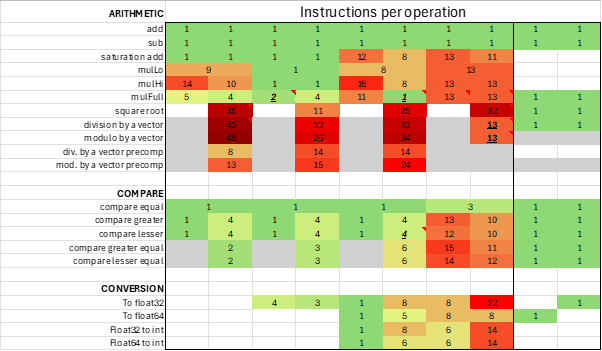 ARITHMETIC Instructions per operation
add 1 1 1 1 1 1 1 1 1 1
sub 1 1 1 1 1 1 1 1 1 1
saturation add 1 1 1 1 12 8 13 11
mulLo 9 1 8 13
mulHi 14 10 1 1 16 8 13 13
mulFull 5 4 2 4 11 1 13 13 1 1
square root 35 11 25 32 1 1
division by a vector 42 22 32 13 1 1
modulo by a vector 45 26 34 13
div. by a vector precomp 8 14 14
mod. by a vector precomp 13 15 24
COMPARE
compare equal 1 1 1 3 1 1
compare greater 1 4 1 4 1 4 13 10 1 1
compare lesser 1 4 1 4 1 4 12 10 1 1
compare greater equal 2 3 6 15 11 1 1
compare lesser equal 2 3 6 14 12 1 1
CONVERSION
To float32 4 3 1 8 8 22 1
To float64 1 5 8 8 1
Float32 to int 1 8 6 14
Float64 to int 1 6 6 14